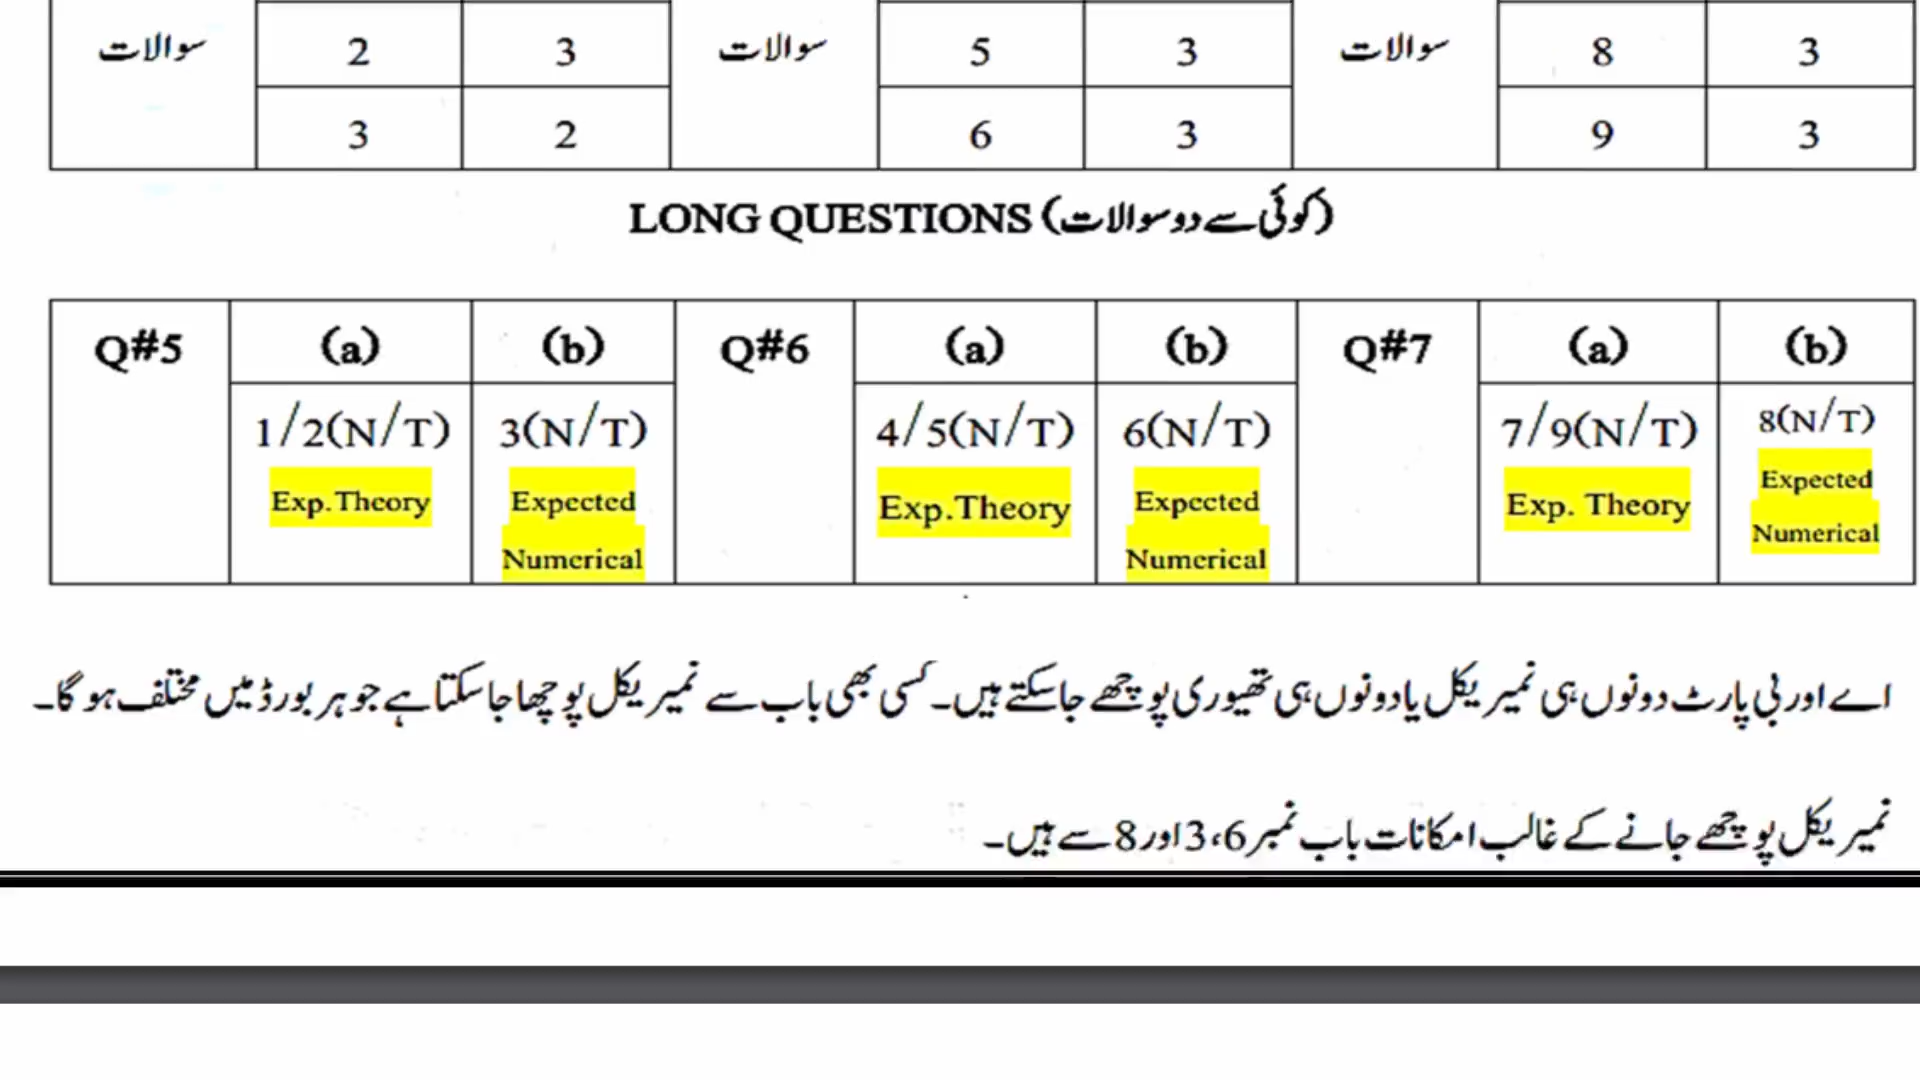 سوالات 2 3 سوالات 5 3 سوالات 8 3
3 2 6 3 9 3
LONG QUESTIONS (کوئی سے دو سوالات)
Q#5 (a) (b) Q#6 (a) (b) Q#7 (a) (b)
1/2(N/T) 3(N/T) 4/5(N/T) 6(N/T) 7/9(N/T) 8(N/T)
Exp.Theory Expected Numerical Exp.Theory Expected Numerical Exp. Theory Expected Numerical
اے اور بی پارٹ دونوں ہی نمیریکل یا دونوں ہی تھیوری پوچھے جاسکتے ہیں۔ کسی بھی باب سے نمیریکل پوچھا جا سکتا ہے جو ہر بورڈ میں مختلف ہو گا۔
نمیریکل پوچھے جانے کے غالب امکانات باب نمبر 3،6 اور 8 سے ہیں۔